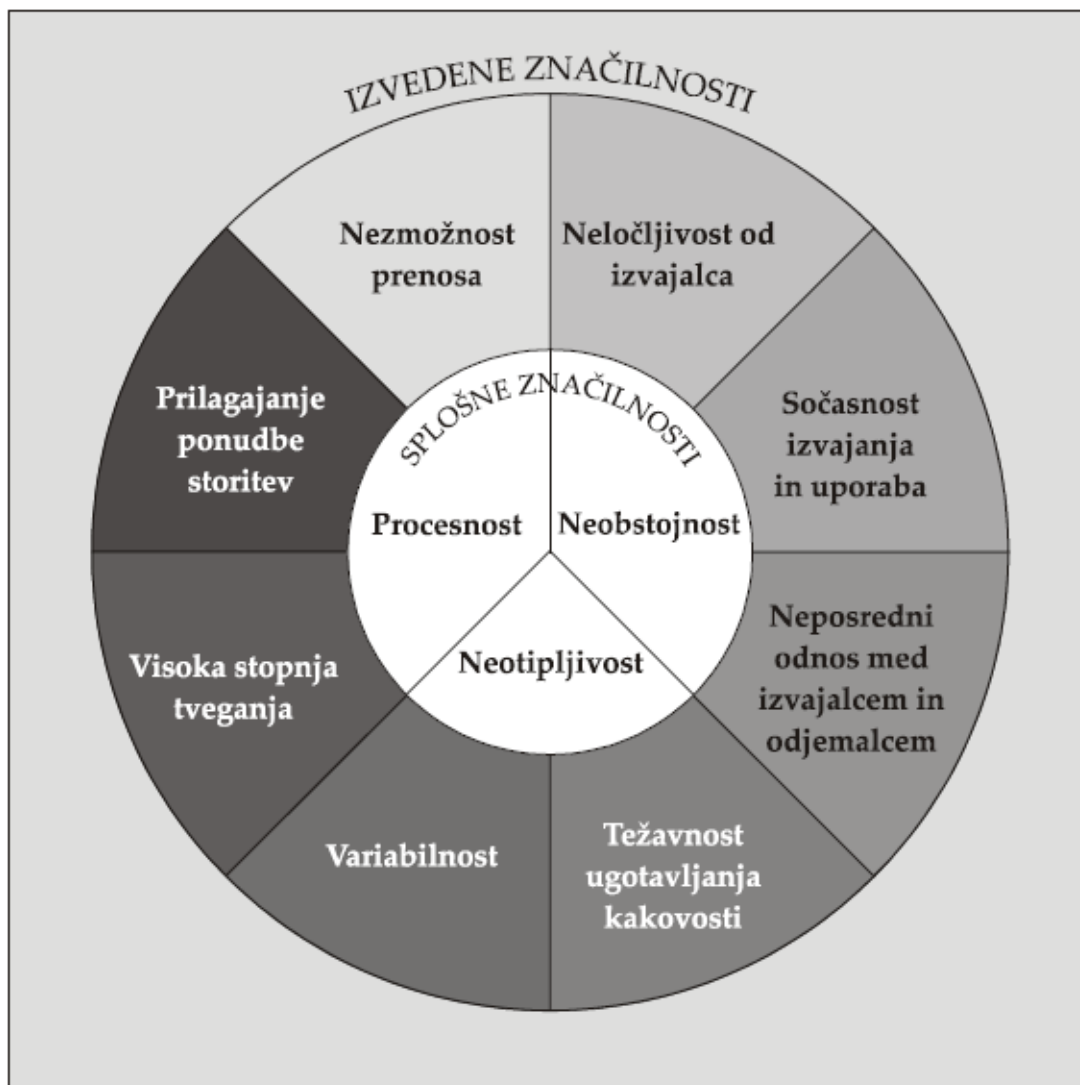 IZVEDENE ZNAČILNOSTI
Nezmožnost
prenosa
Neločljivost od
izvajalca
Sočasnost
izvajanja
in uporaba
Neposredni
odnos med
izvajalcem in
odjemalcem
Težavnost
ugotavljanja
kakovosti
Variabilnost
Visoka stopnja
tveganja
Prilagajanje
ponudbe
storitev
SPLOŠNE ZNAČILNOSTI
Procesnost
Neobstojnost
Neotipljivost